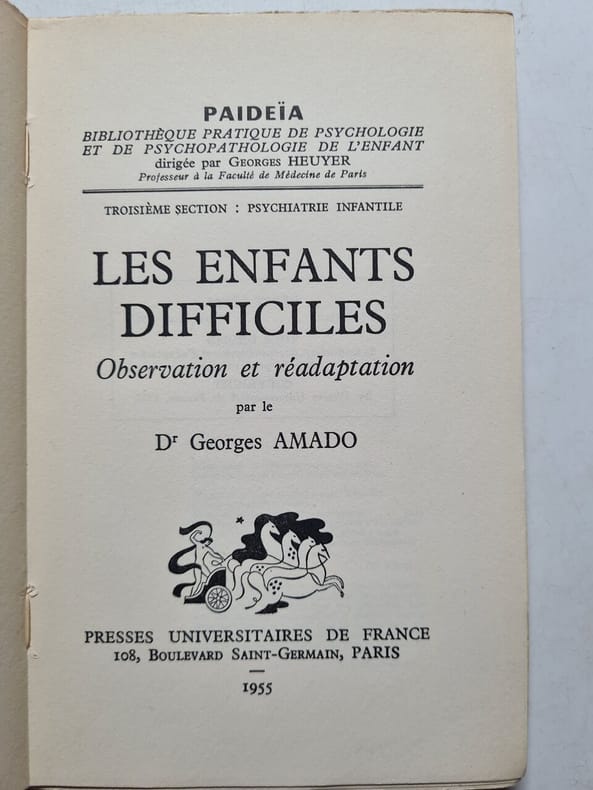 PAIDEÏA
BIBLIOTHÈQUE PRATIQUE DE PSYCHOLOGIE
ET DE PSYCHOPATHOLOGIE DE L'ENFANT
dirigée par GEORGES HEUYER
Professeur à la Faculté de Médecine de Paris
TROISIÈME SECTION : PSYCHIATRIE INFANTILE
LES ENFANTS
DIFFICILES
Observation et réadaptation
par le
Dr Georges AMADO
PRESSES UNIVERSITAIRES DE FRANCE
108, BOULEVARD SAINT-GERMAIN, PARIS
1955